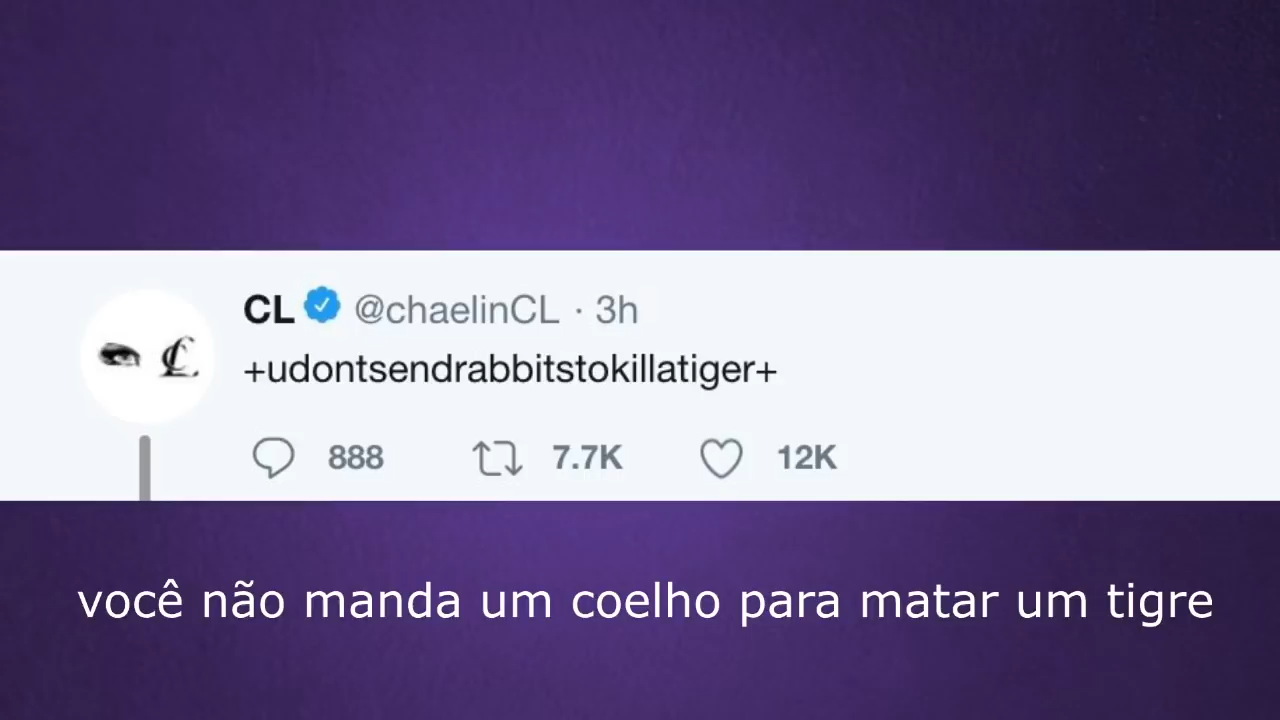 CL @chaelinCL · 3h
+udontsendrabbitstokillatiger+
888 7.7K 12K
você não manda um coelho para matar um tigre